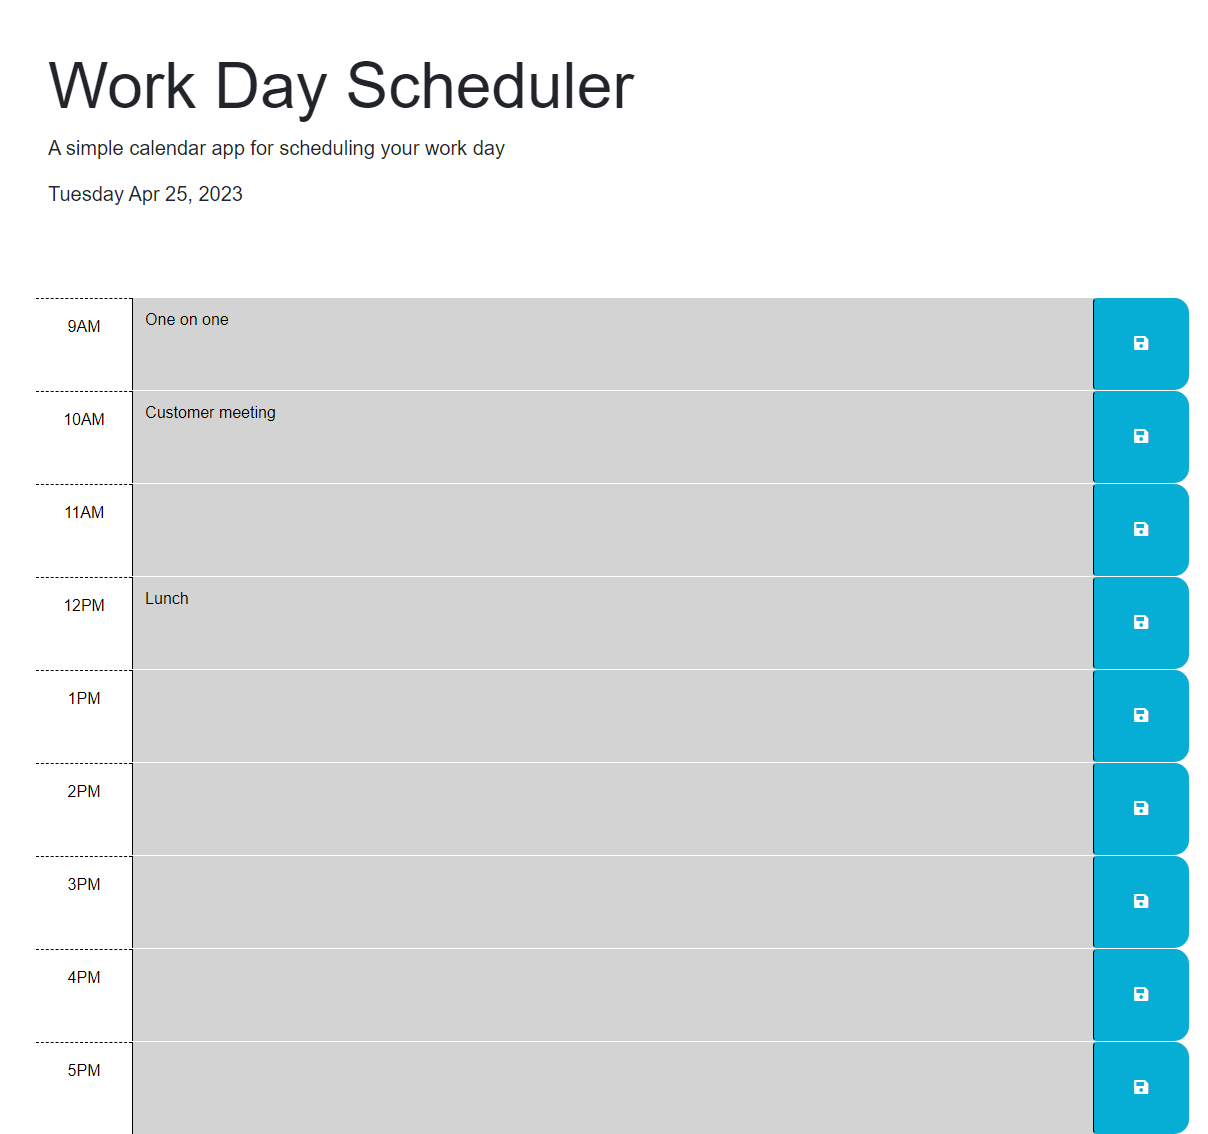 Work Day Scheduler
A simple calendar app for scheduling your work day
Tuesday Apr 25, 2023
9AM One on one
10AM Customer meeting
11AM
12PM Lunch
1PM
2PM
3PM
4PM
5PM